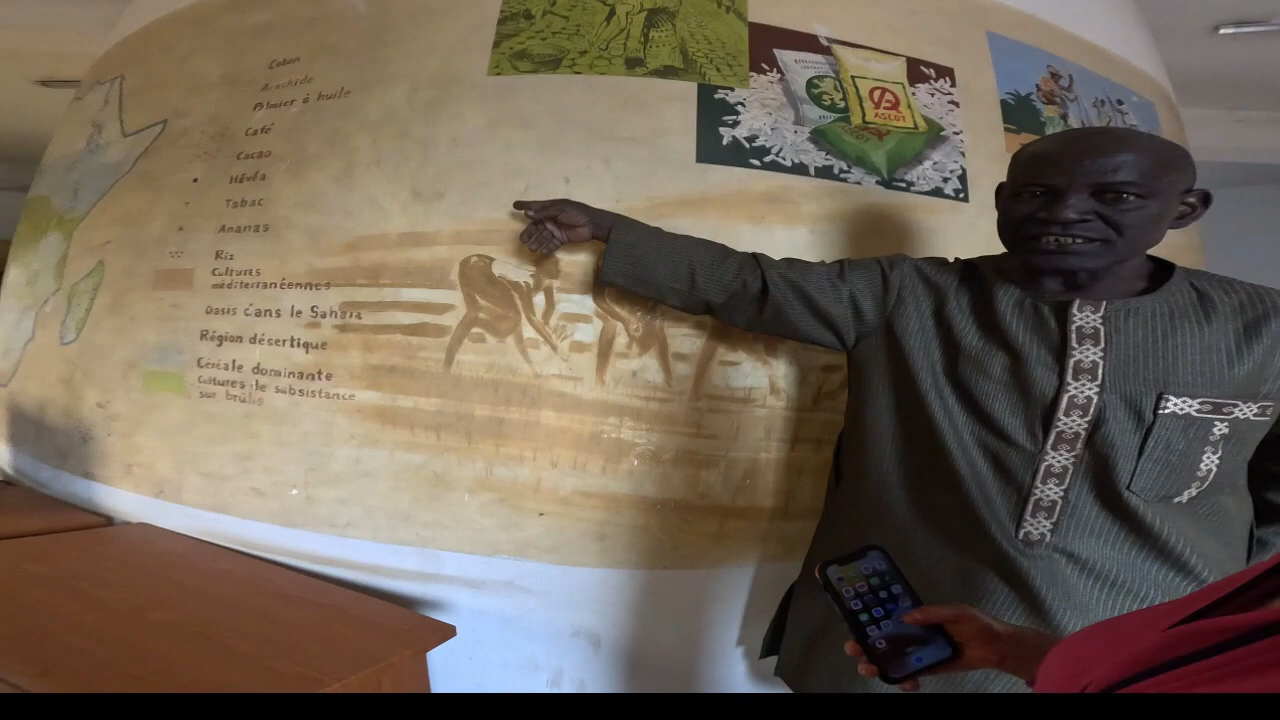 Coton
Arachide
Palmier à huile
Café
Cacao
Hévéa
Tabac
Ananas
Riz
Cultures
méditerranéennes
Oasis dans le Sahara
Région désertique
Céréale dominante
Cultures de subsistance
sur brûlis
ASCOT
ASCOT